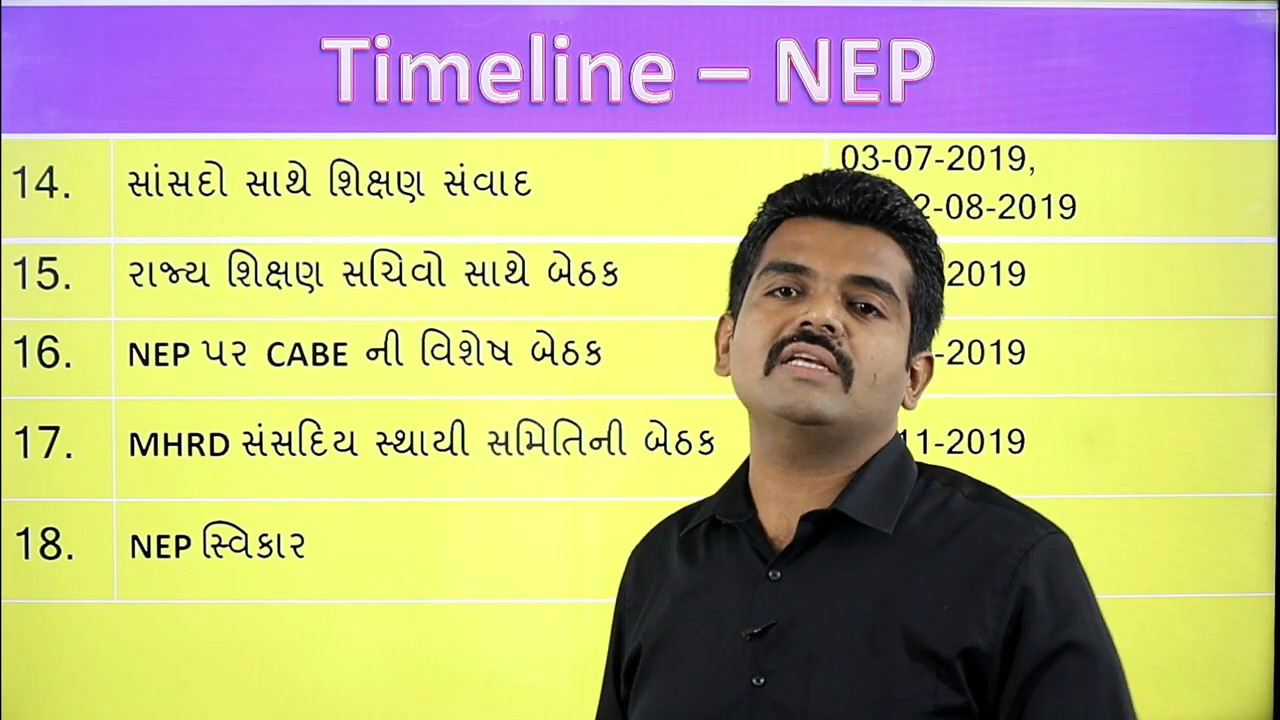 Timeline – NEP
14. સાંસદો સાથે શિક્ષણ સંવાદ 03-07-2019,
2-08-2019
15. રાજ્ય શિક્ષણ સચિવો સાથે બેઠક 2019
16. NEP પર CABE ની વિશેષ બેઠક -2019
17. MHRD સંસદિય સ્થાયી સમિતિની બેઠક 11-2019
18. NEP સ્વિકાર